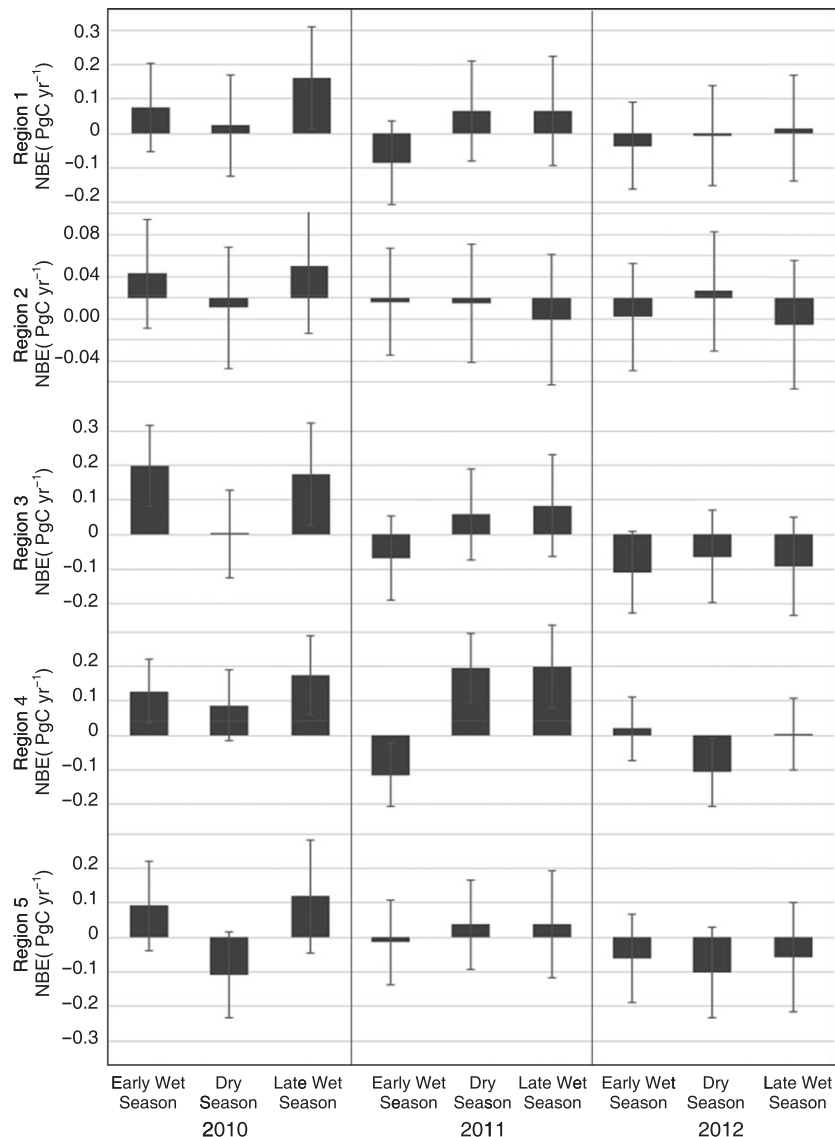 Region 1
NBE( PgC yr⁻¹)
0.3
0.2
0.1
0
−0.1
−0.2
Region 2
NBE( PgC yr⁻¹)
0.08
0.04
0.00
−0.04
Region 3
NBE( PgC yr⁻¹)
0.3
0.2
0.1
0
−0.1
−0.2
Region 4
NBE( PgC yr⁻¹)
0.2
0.1
0
−0.1
−0.2
Region 5
NBE( PgC yr⁻¹)
0.2
0.1
0
−0.1
−0.2
−0.3
Early Wet Dry Late Wet Early Wet Dry Late Wet Early Wet Dry Late Wet
Season Season Season Season Season Season Season Season Season
2010 2011 2012